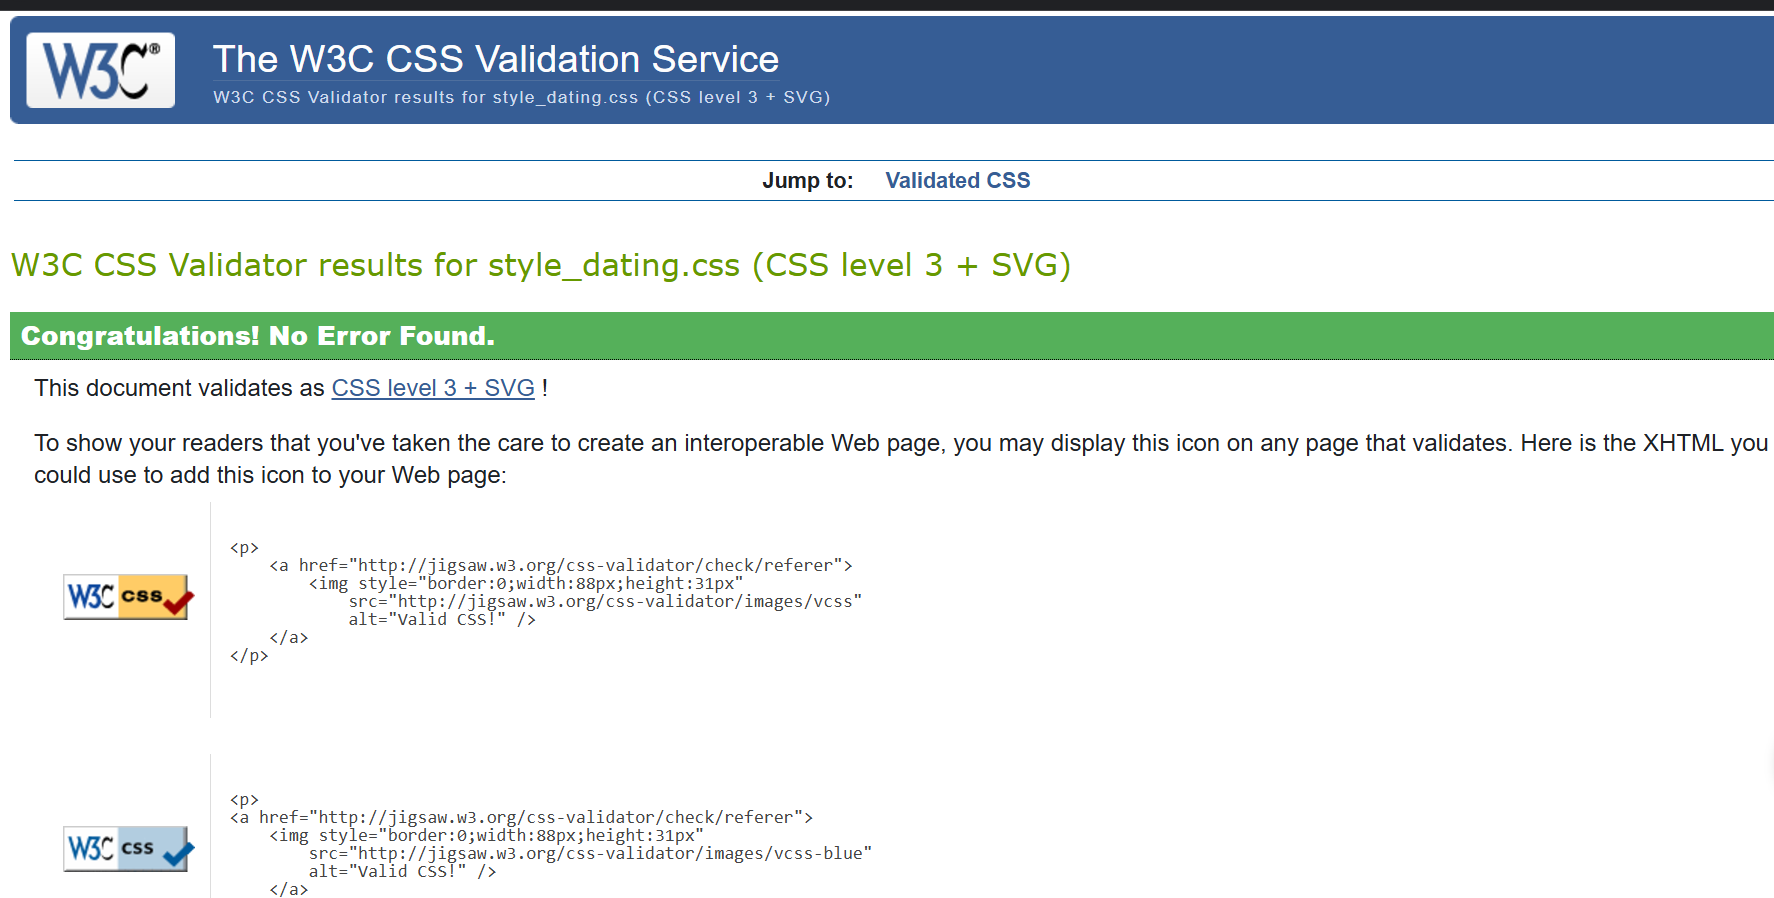 W3C®
The W3C CSS Validation Service
W3C CSS Validator results for style_dating.css (CSS level 3 + SVG)
Jump to: Validated CSS
W3C CSS Validator results for style_dating.css (CSS level 3 + SVG)
Congratulations! No Error Found.
This document validates as CSS level 3 + SVG !
To show your readers that you've taken the care to create an interoperable Web page, you may display this icon on any page that validates. Here is the XHTML you
could use to add this icon to your Web page:
W3C css
<p>
    <a href="http://jigsaw.w3.org/css-validator/check/referer">
        <img style="border:0;width:88px;height:31px"
            src="http://jigsaw.w3.org/css-validator/images/vcss"
            alt="Valid CSS!" />
    </a>
</p>
W3C css
<p>
<a href="http://jigsaw.w3.org/css-validator/check/referer">
    <img style="border:0;width:88px;height:31px"
        src="http://jigsaw.w3.org/css-validator/images/vcss-blue"
        alt="Valid CSS!" />
    </a>